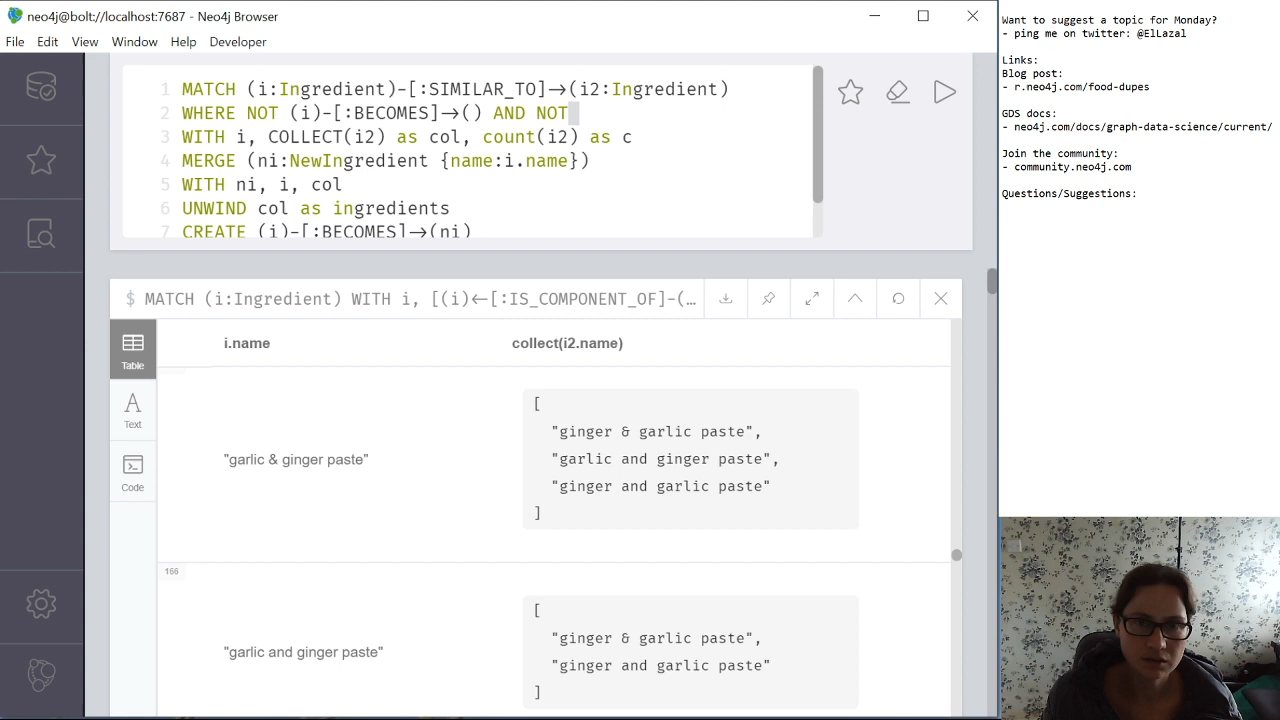 neo4j@bolt://localhost:7687 - Neo4j Browser
File Edit View Window Help Developer
1 MATCH (i:Ingredient)-[:SIMILAR_TO]->(i2:Ingredient)
2 WHERE NOT (i)-[:BECOMES]->() AND NOT
3 WITH i, COLLECT(i2) as col, count(i2) as c
4 MERGE (ni:NewIngredient {name:i.name})
5 WITH ni, i, col
6 UNWIND col as ingredients
7 CREATE (i)-[:BECOMES]->(ni)
$ MATCH (i:Ingredient) WITH i, [(i)<-[:IS_COMPONENT_OF]-(…
Table
Text
Code
i.name collect(i2.name)
"garlic & ginger paste"
[
"ginger & garlic paste",
"garlic and ginger paste",
"ginger and garlic paste"
]
166
"garlic and ginger paste"
[
"ginger & garlic paste",
"ginger and garlic paste"
]
Want to suggest a topic for Monday?
- ping me on twitter: @ElLazal
Links:
Blog post:
- r.neo4j.com/food-dupes
GDS docs:
- neo4j.com/docs/graph-data-science/current/
Join the community:
- community.neo4j.com
Questions/Suggestions: